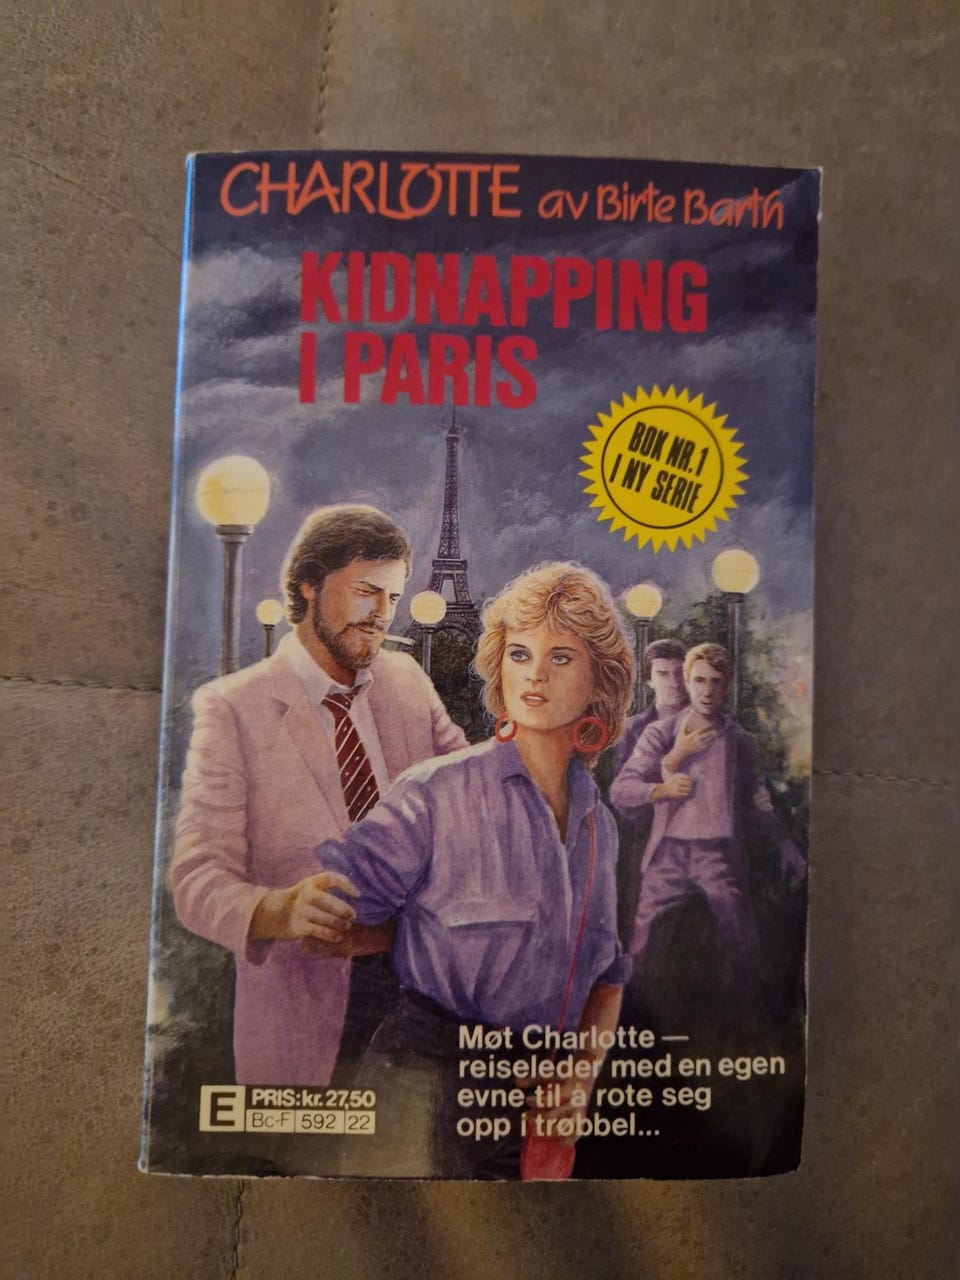 CHARLOTTE av Birte Barth
KIDNAPPING
I PARIS
BOK NR. 1
I NY SERIE
Møt Charlotte —
reiseleder med en egen
evne til å rote seg
opp i trøbbel...
E PRIS: kr. 27,50
Bc-F 592 22